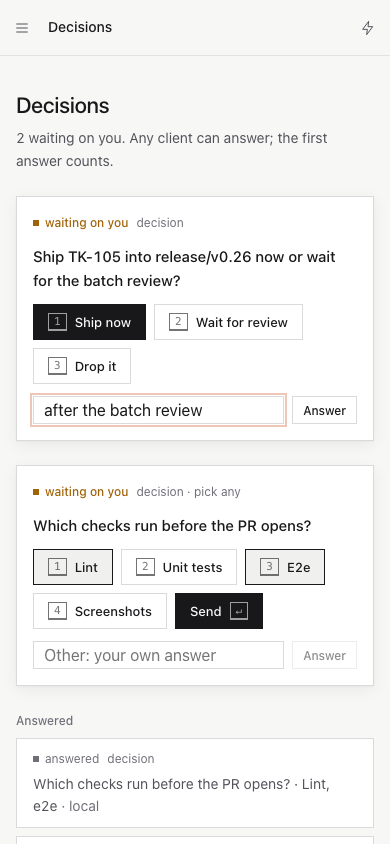 Decisions
Decisions
2 waiting on you. Any client can answer; the first
answer counts.
waiting on you decision
Ship TK-105 into release/v0.26 now or wait
for the batch review?
1 Ship now
2 Wait for review
3 Drop it
after the batch review
Answer
waiting on you decision · pick any
Which checks run before the PR opens?
1 Lint
2 Unit tests
3 E2e
4 Screenshots
Send ↵
Other: your own answer
Answer
Answered
answered decision
Which checks run before the PR opens? · Lint,
e2e · local